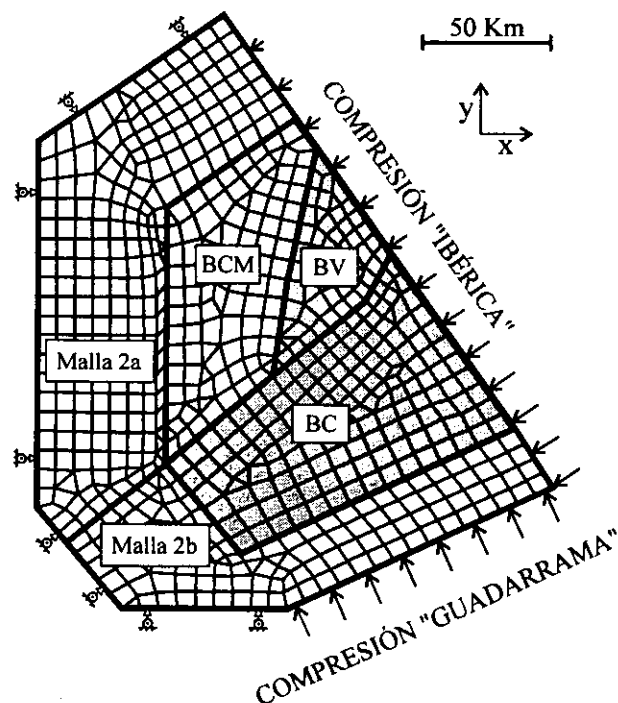 50 Km
y
x
COMPRESIÓN "IBÉRICA"
BCM
BV
Malla 2a
BC
Malla 2b
COMPRESIÓN "GUADARRAMA"